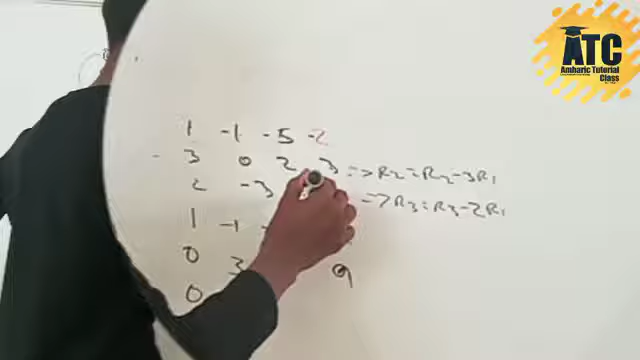 ATC
Amharic Tutorial
Class
1 -1 -5 -2
3 0 2 3 => R2 = R2 - 3R1
2 -3 => R3 = R3 - 2R1
1 -1
0 3 9
0